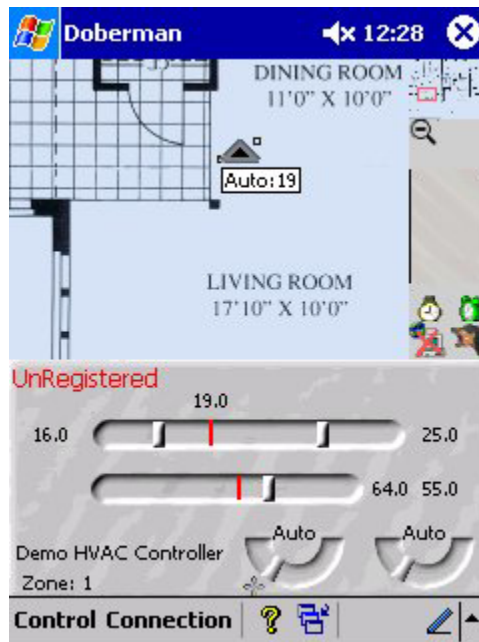 Doberman 12:28
DINING ROOM
11'0" X 10'0"
Auto:19
LIVING ROOM
17'10" X 10'0"
UnRegistered
19.0
16.0 25.0
64.0 55.0
Auto Auto
Demo HVAC Controller
Zone: 1
Control Connection